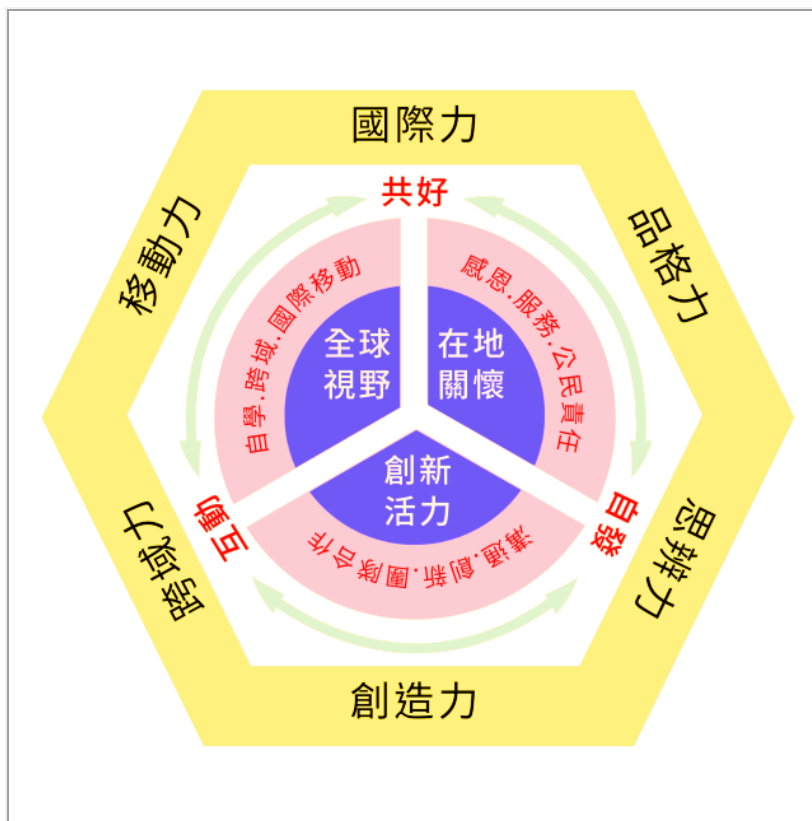 國際力
品格力
思辨力
創造力
跨域力
移動力
共好
自發
互動
自學.跨域.國際移動
感恩.服務.公民責任
溝通.創新.團隊合作
全球
視野
在地
關懷
創新
活力